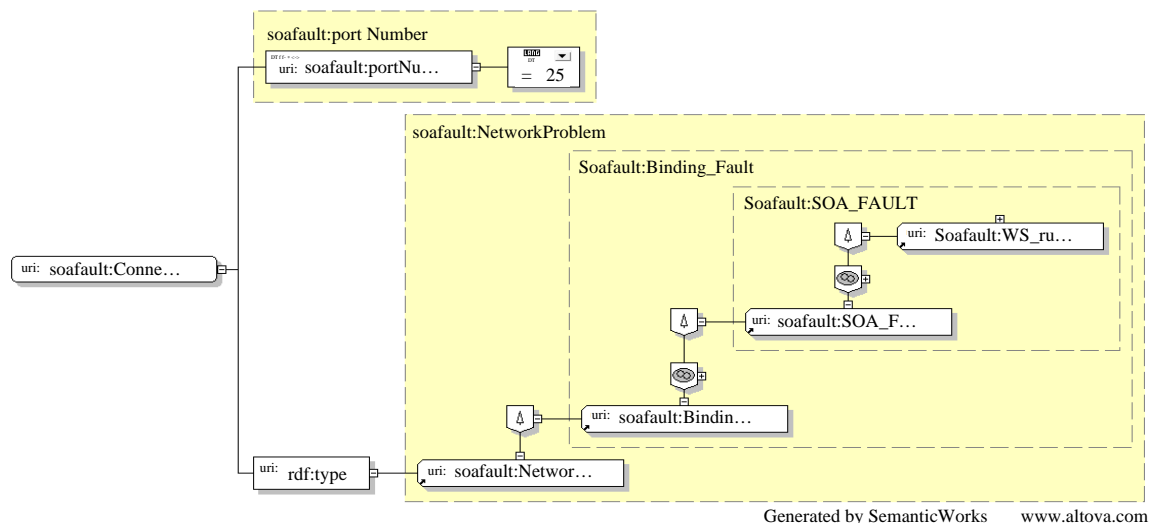 soafault:port Number
uri: soafault:portNu…
DT
= 25
soafault:NetworkProblem
Soafault:Binding_Fault
Soafault:SOA_FAULT
uri: Soafault:WS_ru…
uri: soafault:Conne…
uri: soafault:SOA_F…
uri: soafault:Bindin…
uri: rdf:type
uri: soafault:Networ…
Generated by SemanticWorks www.altova.com